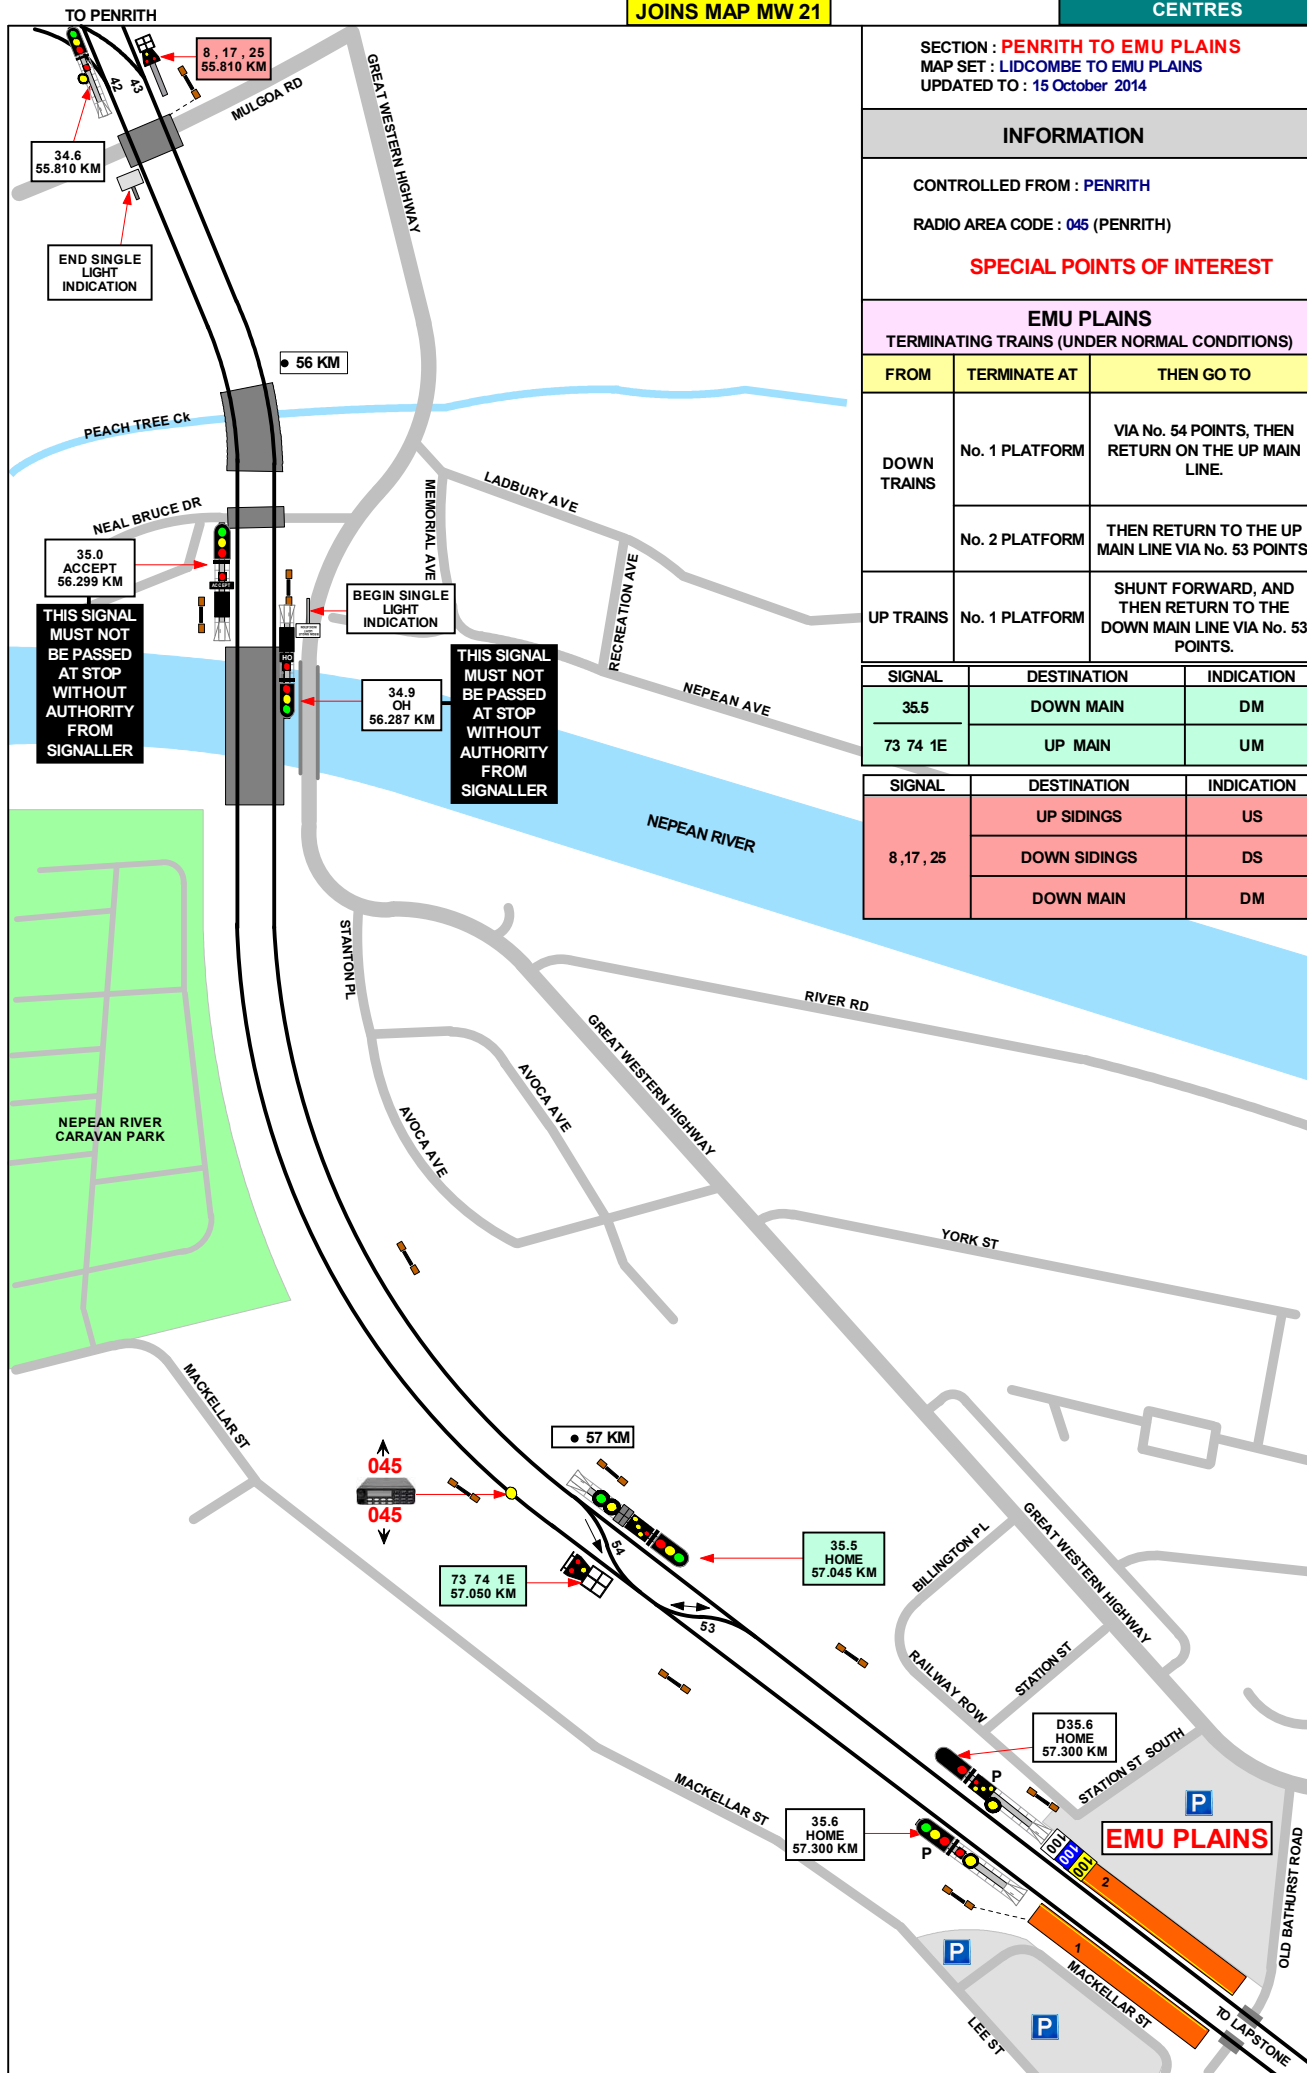 JOINS MAP MW 21
CENTRES
TO PENRITH
SECTION : PENRITH TO EMU PLAINS
MAP SET : LIDCOMBE TO EMU PLAINS
UPDATED TO : 15 October 2014
INFORMATION
CONTROLLED FROM : PENRITH
RADIO AREA CODE : 045 (PENRITH)
SPECIAL POINTS OF INTEREST
EMU PLAINS
TERMINATING TRAINS (UNDER NORMAL CONDITIONS)
FROM
TERMINATE AT
THEN GO TO
DOWN
TRAINS
No. 1 PLATFORM
VIA No. 54 POINTS, THEN
RETURN ON THE UP MAIN
LINE.
No. 2 PLATFORM
THEN RETURN TO THE UP
MAIN LINE VIA No. 53 POINTS
UP TRAINS
No. 1 PLATFORM
SHUNT FORWARD, AND
THEN RETURN TO THE
DOWN MAIN LINE VIA No. 53
POINTS.
SIGNAL
DESTINATION
INDICATION
35.5
DOWN MAIN
DM
73 74 1E
UP MAIN
UM
SIGNAL
DESTINATION
INDICATION
8 ,17 , 25
UP SIDINGS
US
DOWN SIDINGS
DS
DOWN MAIN
DM
8 , 17 , 25
55.810 KM
42
43
MULGOA RD
GREAT WESTERN HIGHWAY
34.6
55.810 KM
END SINGLE
LIGHT
INDICATION
56 KM
PEACH TREE Ck
NEAL BRUCE DR
MEMORIAL AVE
LADBURY AVE
RECREATION AVE
NEPEAN AVE
35.0
ACCEPT
56.299 KM
ACCEPT
THIS SIGNAL
MUST NOT
BE PASSED
AT STOP
WITHOUT
AUTHORITY
FROM
SIGNALLER
BEGIN SINGLE
LIGHT
INDICATION
HO
34.9
OH
56.287 KM
THIS SIGNAL
MUST NOT
BE PASSED
AT STOP
WITHOUT
AUTHORITY
FROM
SIGNALLER
NEPEAN RIVER
STANTON PL
RIVER RD
GREAT WESTERN HIGHWAY
AVOCA AVE
AVOCA AVE
NEPEAN RIVER
CARAVAN PARK
YORK ST
MACKELLAR ST
57 KM
045
045
54
35.5
HOME
57.045 KM
73 74 1E
57.050 KM
53
BILLINGTON PL
GREAT WESTERN HIGHWAY
RAILWAY ROW
STATION ST
STATION ST SOUTH
D35.6
HOME
57.300 KM
P
P
EMU PLAINS
MACKELLAR ST
35.6
HOME
57.300 KM
P
100
100
100
2
OLD BATHURST ROAD
1
P
MACKELLAR ST
P
LEE ST
TO LAPSTONE